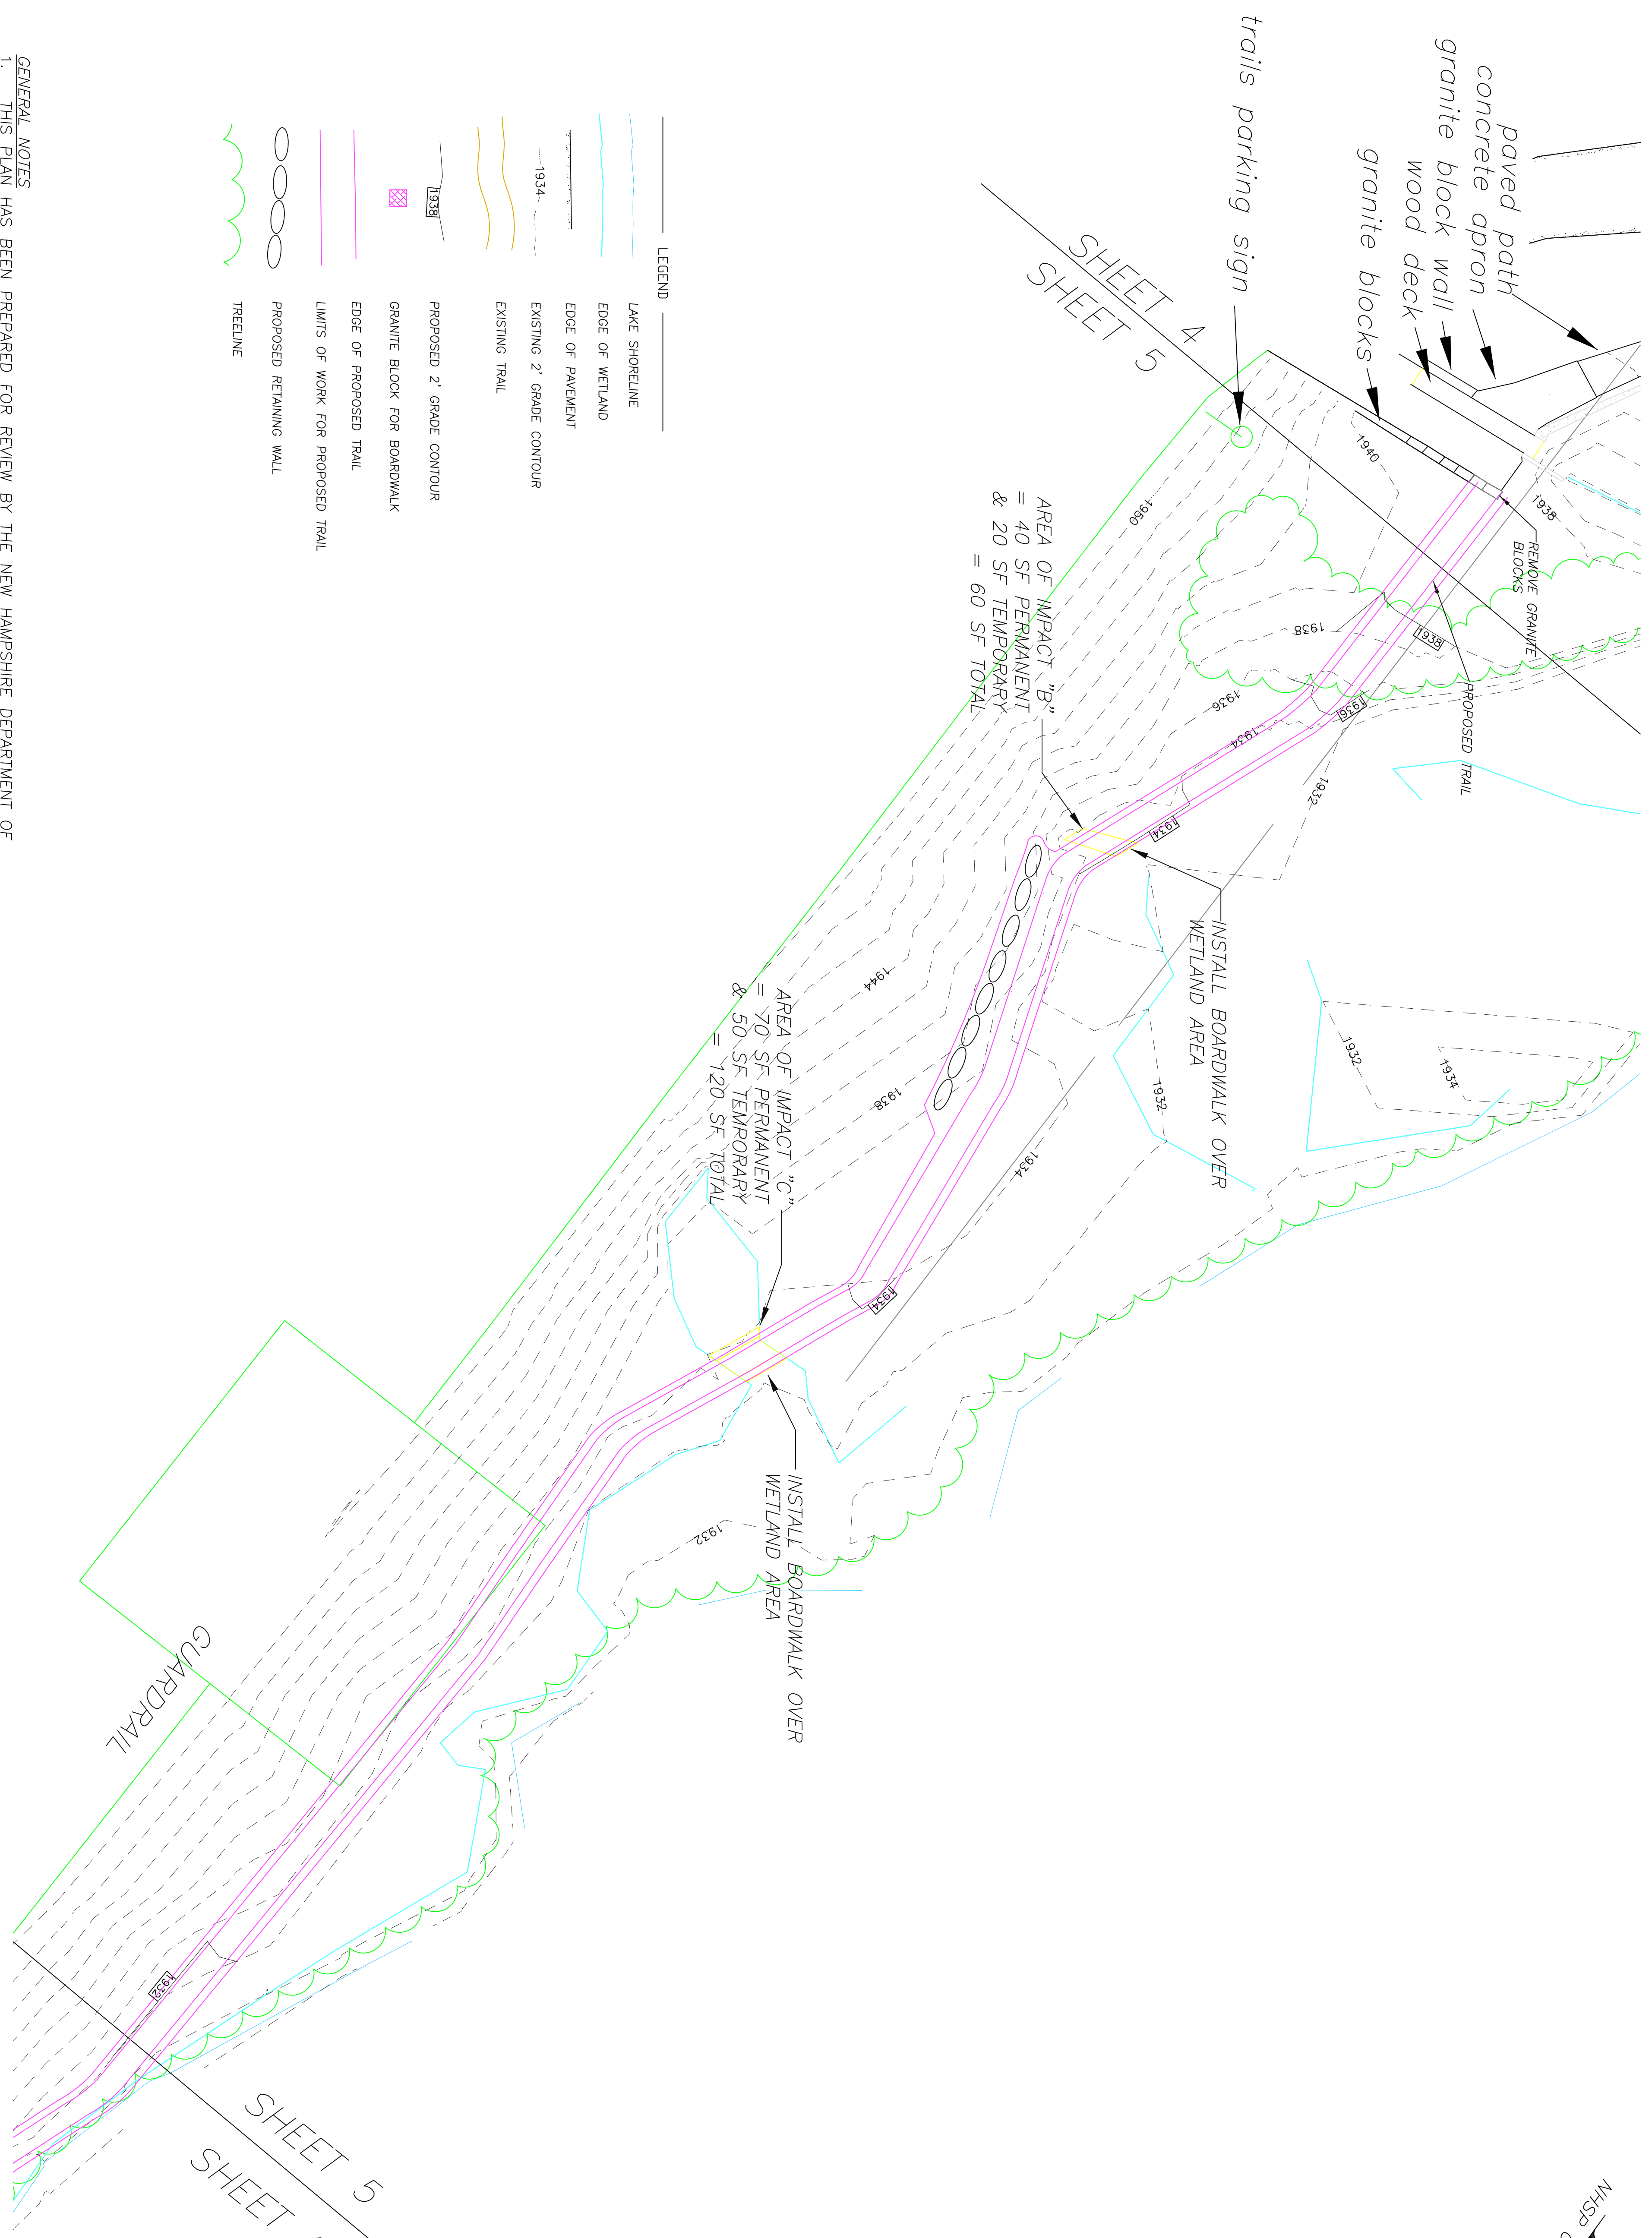 paved path
concrete apron
granite block wall
wood deck
granite blocks
trails parking sign
SHEET 4
SHEET 5
1940
1938
REMOVE GRANITE
BLOCKS
PROPOSED TRAIL
1950
1938
1938
1936
1936
1934
1932
1934
AREA OF IMPACT "B"
= 40 SF PERMANENT
& 20 SF TEMPORARY
= 60 SF TOTAL
INSTALL BOARDWALK OVER
WETLAND AREA
1932
1934
1932
1944
1938
1934
AREA OF IMPACT "C"
= 70 SF PERMANENT
& 50 SF TEMPORARY
= 120 SF TOTAL
1934
INSTALL BOARDWALK OVER
WETLAND AREA
1932
GUARDRAIL
1932
SHEET 5
SHEET
NHSP
LEGEND
LAKE SHORELINE
EDGE OF WETLAND
EDGE OF PAVEMENT
1934
EXISTING 2' GRADE CONTOUR
EXISTING TRAIL
1938
PROPOSED 2' GRADE CONTOUR
GRANITE BLOCK FOR BOARDWALK
EDGE OF PROPOSED TRAIL
LIMITS OF WORK FOR PROPOSED TRAIL
PROPOSED RETAINING WALL
TREELINE
GENERAL NOTES
1. THIS PLAN HAS BEEN PREPARED FOR REVIEW BY THE NEW HAMPSHIRE DEPARTMENT OF